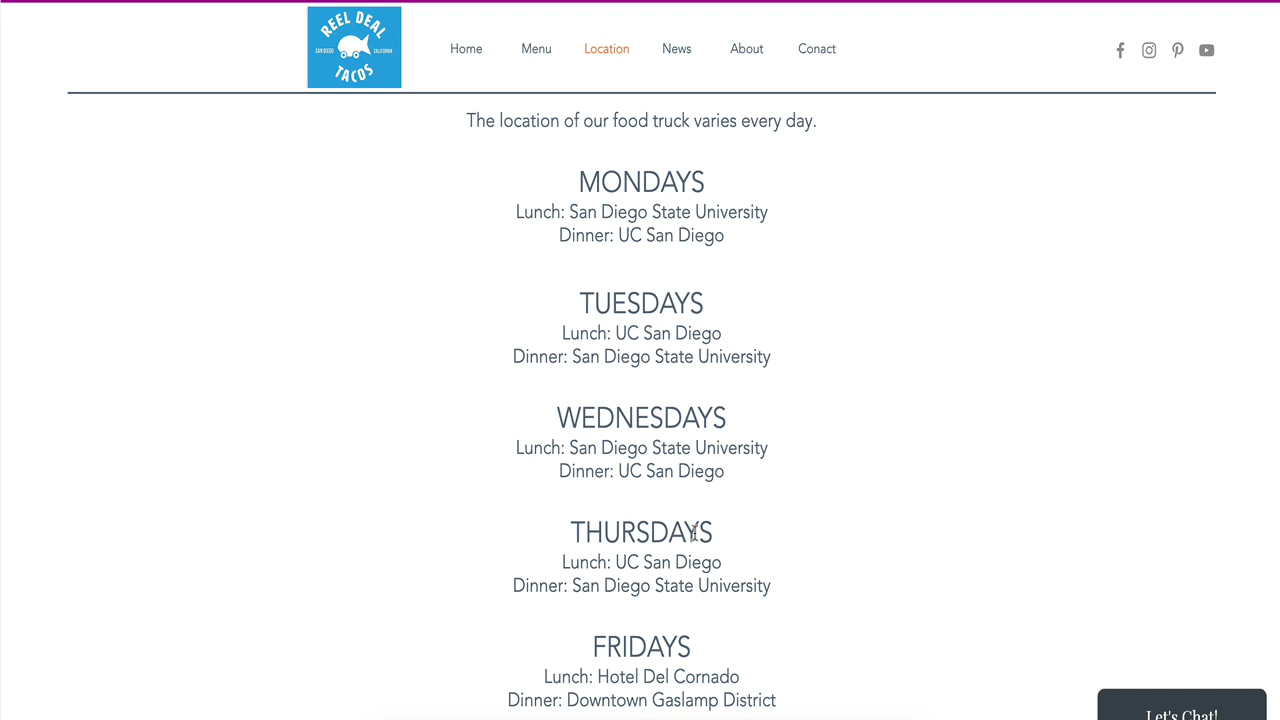 REEL DEAL
SAN DIEGO
CALIFORNIA
TACOS
Home
Menu
Location
News
About
Conact
The location of our food truck varies every day.
MONDAYS
Lunch: San Diego State University
Dinner: UC San Diego
TUESDAYS
Lunch: UC San Diego
Dinner: San Diego State University
WEDNESDAYS
Lunch: San Diego State University
Dinner: UC San Diego
THURSDAYS
Lunch: UC San Diego
Dinner: San Diego State University
FRIDAYS
Lunch: Hotel Del Cornado
Dinner: Downtown Gaslamp District
Let's Chat!